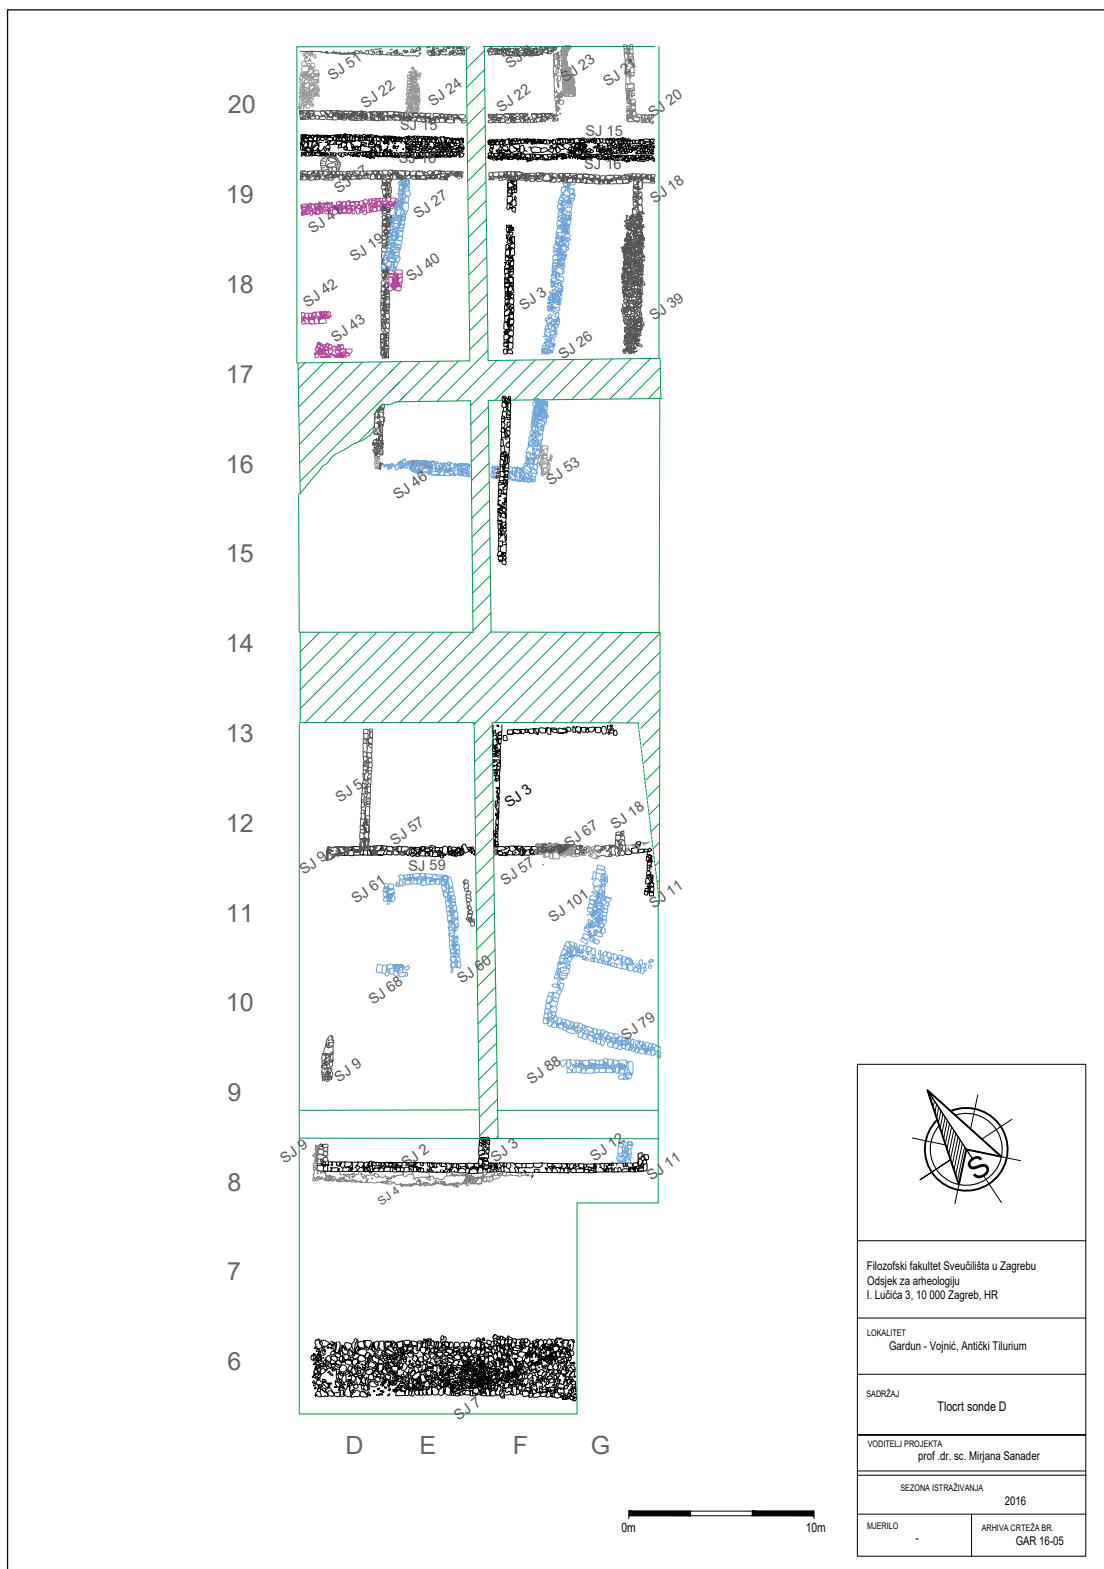 SJ 51
SJ 23
SJ 22
SJ 24
SJ 22
SJ 20
20
SJ 15
SJ 15
SJ 16
SJ 16
19
SJ 18
SJ 27
SJ 19
SJ 40
18
SJ 3
SJ 42
SJ 39
SJ 43
SJ 26
17
16
SJ 46
SJ 53
15
14
13
SJ 5
SJ 3
12
SJ 57
SJ 67
SJ 18
SJ 9
SJ 59
SJ 57
SJ 61
SJ 11
11
SJ 101
SJ 60
SJ 68
10
SJ 79
SJ 9
SJ 88
9
SJ 9
SJ 2
SJ 3
SJ 12
SJ 11
8
SJ 4
7
6
SJ 7
D E F G
0m 10m
S
Filozofski fakultet Sveučilišta u Zagrebu
Odsjek za arheologiju
I. Lučića 3, 10 000 Zagreb, HR
LOKALITET
Gardun - Vojnić, Antički Tilurium
SADRŽAJ
Tlocrt sonde D
VODITELJ PROJEKTA
prof .dr. sc. Mirjana Sanader
SEZONA ISTRAŽIVANJA
2016
MJERILO
-
ARHIVA CRTEŽA BR.
GAR 16-05